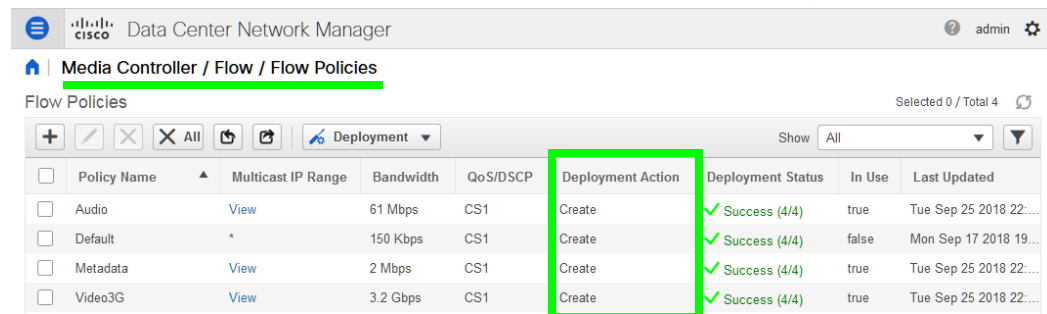 CISCO Data Center Network Manager ? admin
Media Controller / Flow / Flow Policies
Flow Policies Selected 0 / Total 4
All Deployment Show All
Policy Name Multicast IP Range Bandwidth QoS/DSCP Deployment Action Deployment Status In Use Last Updated
Audio View 61 Mbps CS1 Create Success (4/4) true Tue Sep 25 2018 22:...
Default * 150 Kbps CS1 Create Success (4/4) false Mon Sep 17 2018 19...
Metadata View 2 Mbps CS1 Create Success (4/4) true Tue Sep 25 2018 22:...
Video3G View 3.2 Gbps CS1 Create Success (4/4) true Tue Sep 25 2018 22:...